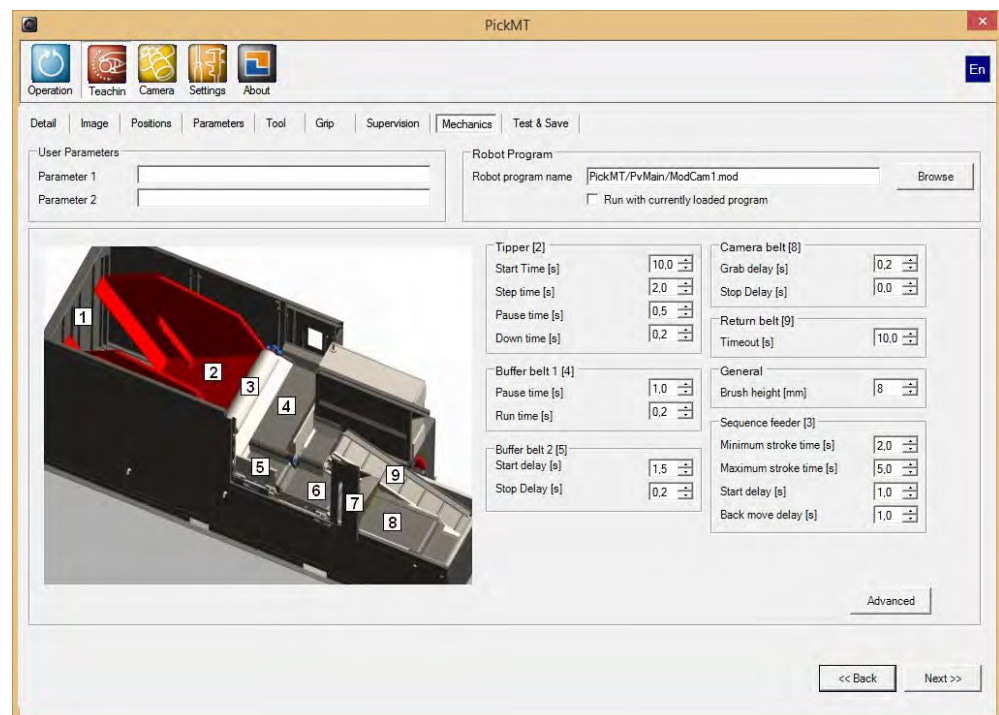 PickMT
Operation Teachin Camera Settings About
En
Detail Image Positions Parameters Tool Grip Supervision Mechanics Test & Save
User Parameters
Parameter 1
Parameter 2
Robot Program
Robot program name PickMT/PvMain/ModCam1.mod Browse
Run with currently loaded program
1
2
3
4
5
6
7
8
9
Tipper [2]
Start Time [s] 10,0
Step time [s] 2,0
Pause time [s] 0,5
Down time [s] 0,2
Buffer belt 1 [4]
Pause time [s] 1,0
Run time [s] 0,2
Buffer belt 2 [5]
Start delay [s] 1,5
Stop Delay [s] 0,2
Camera belt [8]
Grab delay [s] 0,2
Stop Delay [s] 0,0
Return belt [9]
Timeout [s] 10,0
General
Brush height [mm] 8
Sequence feeder [3]
Minimum stroke time [s] 2,0
Maximum stroke time [s] 5,0
Start delay [s] 1,0
Back move delay [s] 1,0
Advanced
<< Back Next >>